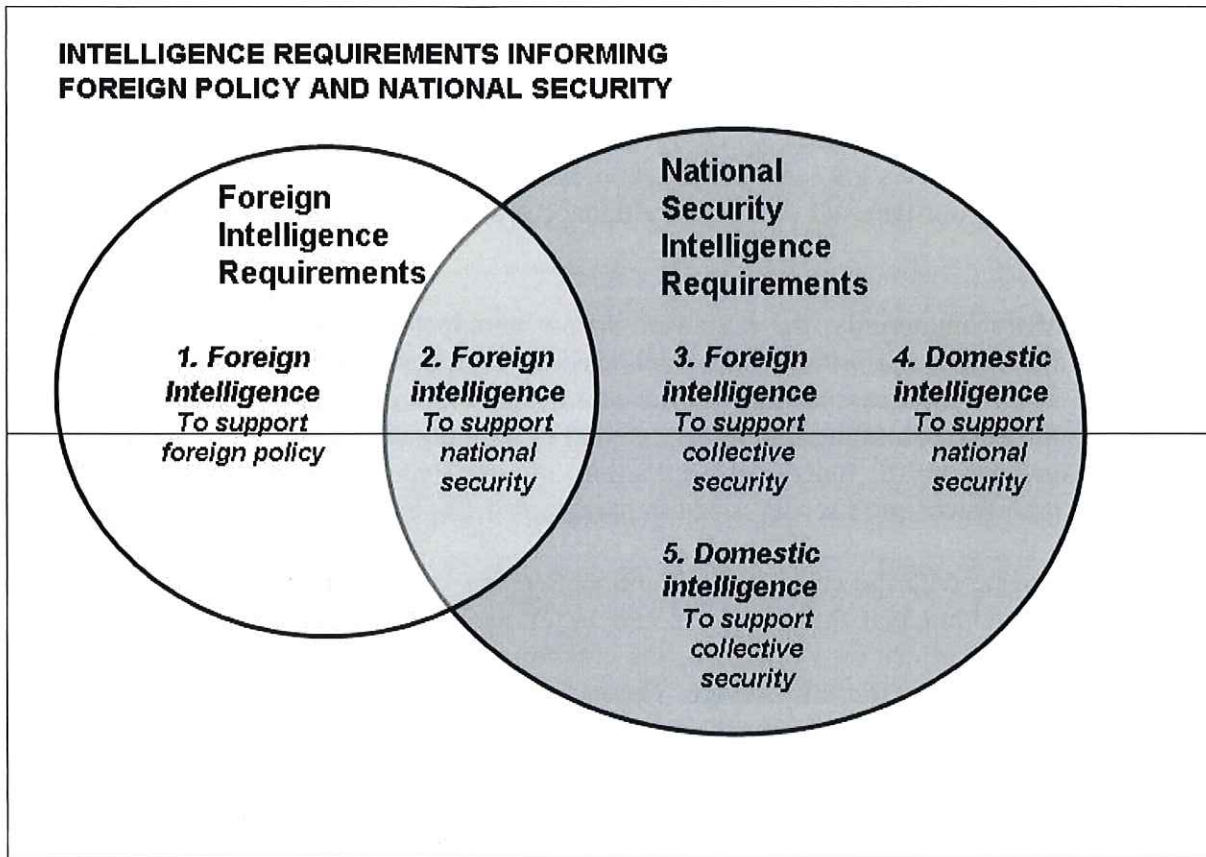 INTELLIGENCE REQUIREMENTS INFORMING
FOREIGN POLICY AND NATIONAL SECURITY
Foreign
Intelligence
Requirements
National
Security
Intelligence
Requirements
1. Foreign
Intelligence
To support
foreign policy
2. Foreign
intelligence
To support
national
security
3. Foreign
intelligence
To support
collective
security
4. Domestic
intelligence
To support
national
security
5. Domestic
intelligence
To support
collective
security